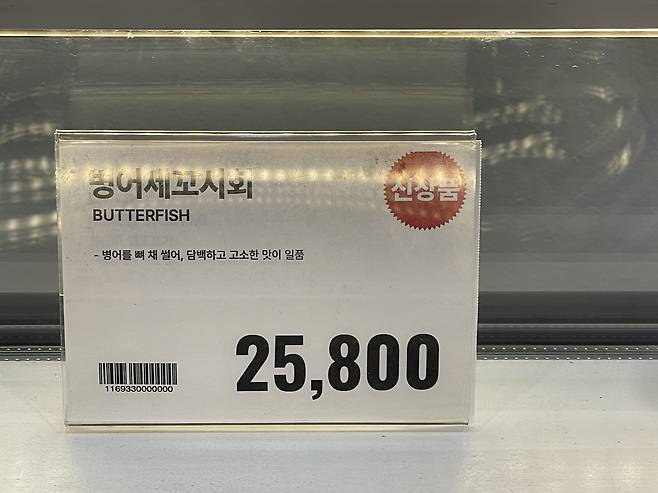 병어세꼬시회
신상품
BUTTERFISH
- 병어를 뼈 채 썰어, 담백하고 고소한 맛이 일품
25,800
1169330000000